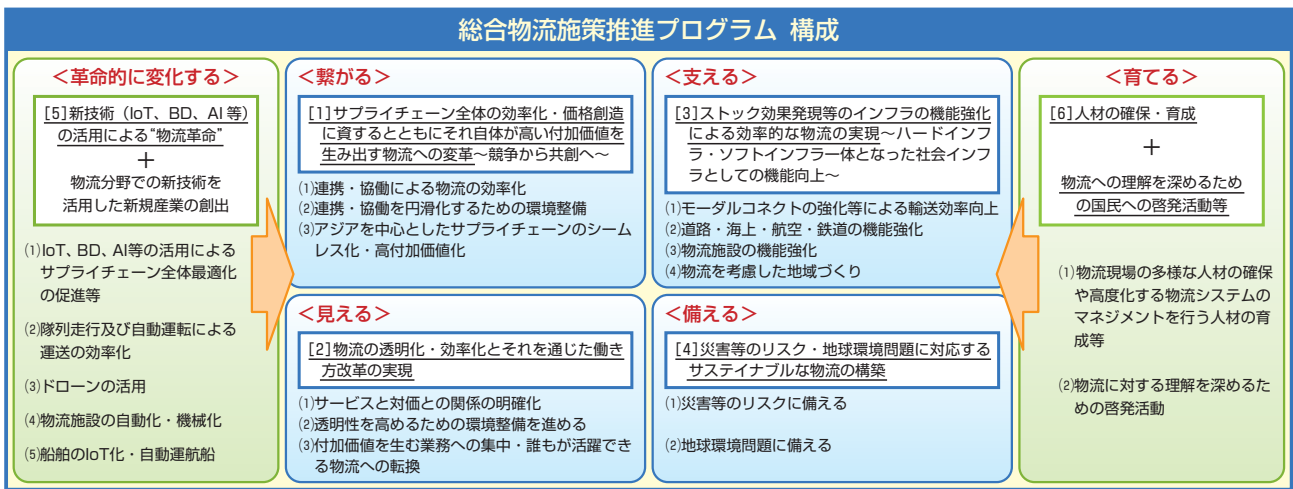 総合物流施策推進プログラム 構成
<革命的に変化する>
[5]新技術（IoT、BD、AI 等）
の活用による“物流革命”
＋
物流分野での新技術を
活用した新規産業の創出
⑴IoT、BD、AI等の活用による
サプライチェーン全体最適化
の促進等
⑵隊列走行及び自動運転による
運送の効率化
⑶ドローンの活用
⑷物流施設の自動化・機械化
⑸船舶のIoT化・自動運航船
<繋がる>
[1]サプライチェーン全体の効率化・価格創造
に資するとともにそれ自体が高い付加価値を
生み出す物流への変革～競争から共創へ～
⑴連携・協働による物流の効率化
⑵連携・協働を円滑化するための環境整備
⑶アジアを中心としたサプライチェーンのシーム
レス化・高付加価値化
<見える>
[2]物流の透明化・効率化とそれを通じた働き
方改革の実現
⑴サービスと対価との関係の明確化
⑵透明性を高めるための環境整備を進める
⑶付加価値を生む業務への集中・誰もが活躍でき
る物流への転換
<支える>
[3]ストック効果発現等のインフラの機能強化
による効率的な物流の実現～ハードインフ
ラ・ソフトインフラ一体となった社会インフ
ラとしての機能向上～
⑴モーダルコネクトの強化等による輸送効率向上
⑵道路・海上・航空・鉄道の機能強化
⑶物流施設の機能強化
⑷物流を考慮した地域づくり
<備える>
[4]災害等のリスク・地球環境問題に対応する
サステイナブルな物流の構築
⑴災害等のリスクに備える
⑵地球環境問題に備える
<育てる>
[6]人材の確保・育成
＋
物流への理解を深めるため
の国民への啓発活動等
⑴物流現場の多様な人材の確保
や高度化する物流システムの
マネジメントを行う人材の育
成等
⑵物流に対する理解を深めるた
めの啓発活動